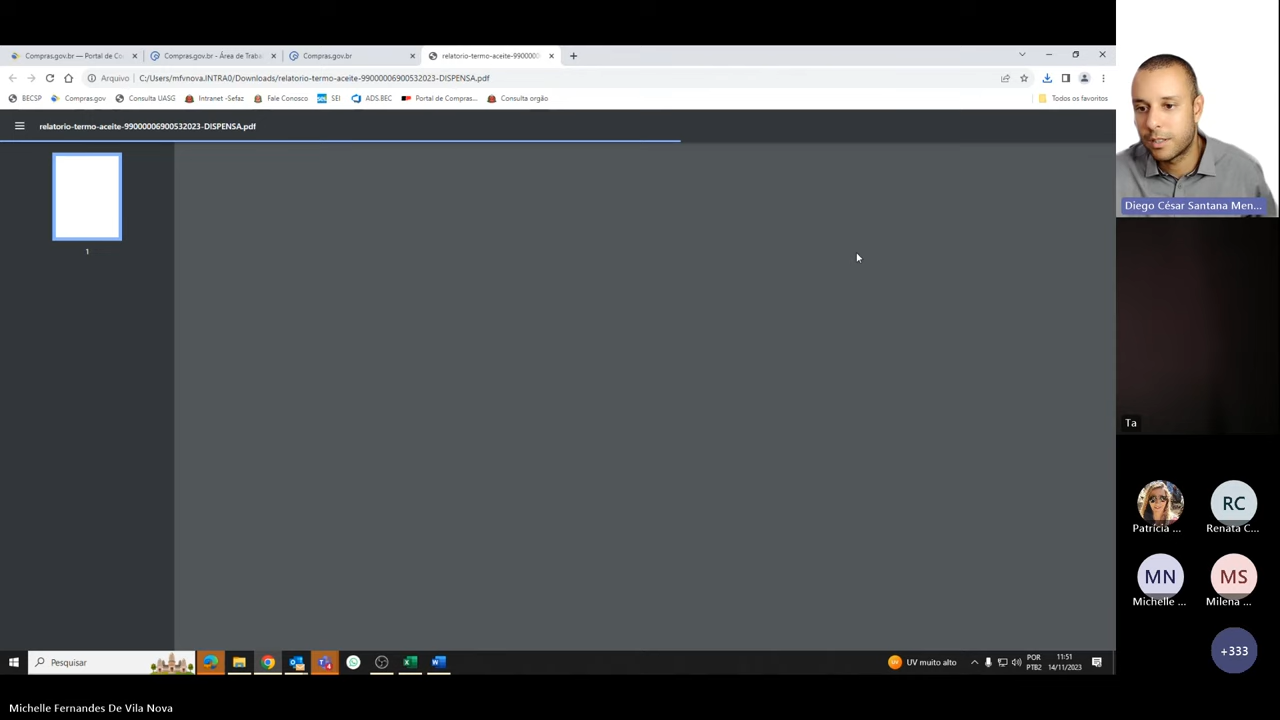 Compras.gov.br — Portal de Co
Compras.gov.br - Área de Traba
Compras.gov.br
relatorio-termo-aceite-9900000
Arquivo
C:/Users/mfvnova.INTRA0/Downloads/relatorio-termo-aceite-99000006900532023-DISPENSA.pdf
BECSP
Compras.gov
Consulta UASG
Intranet -Sefaz
Fale Conosco
sei
SEI
ADS.BEC
Portal de Compras...
Consulta orgão
Todos os favoritos
relatorio-termo-aceite-99000006900532023-DISPENSA.pdf
1
Diego César Santana Men...
Ta
RC
Patrícia ...
Renata C...
MN
MS
Michelle ...
Milena ...
+333
Pesquisar
UV muito alto
POR
PTB2
11:51
14/11/2023
Michelle Fernandes De Vila Nova